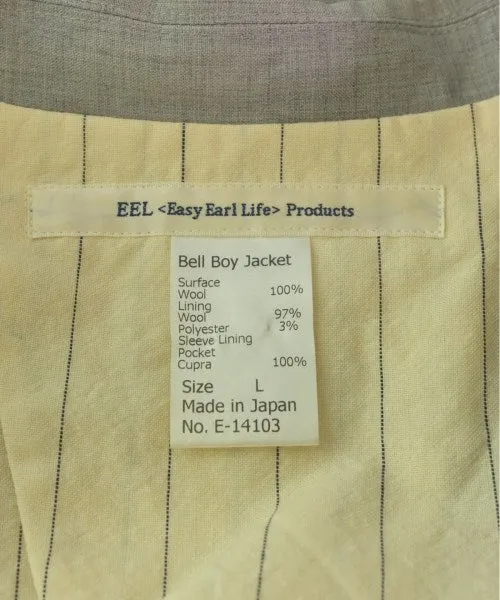 EEL <Easy Earl Life> Products
Bell Boy Jacket
Surface
Wool 100%
Lining
Wool 97%
Polyester 3%
Sleeve Lining
Pocket
Cupra 100%
Size L
Made in Japan
No. E-14103